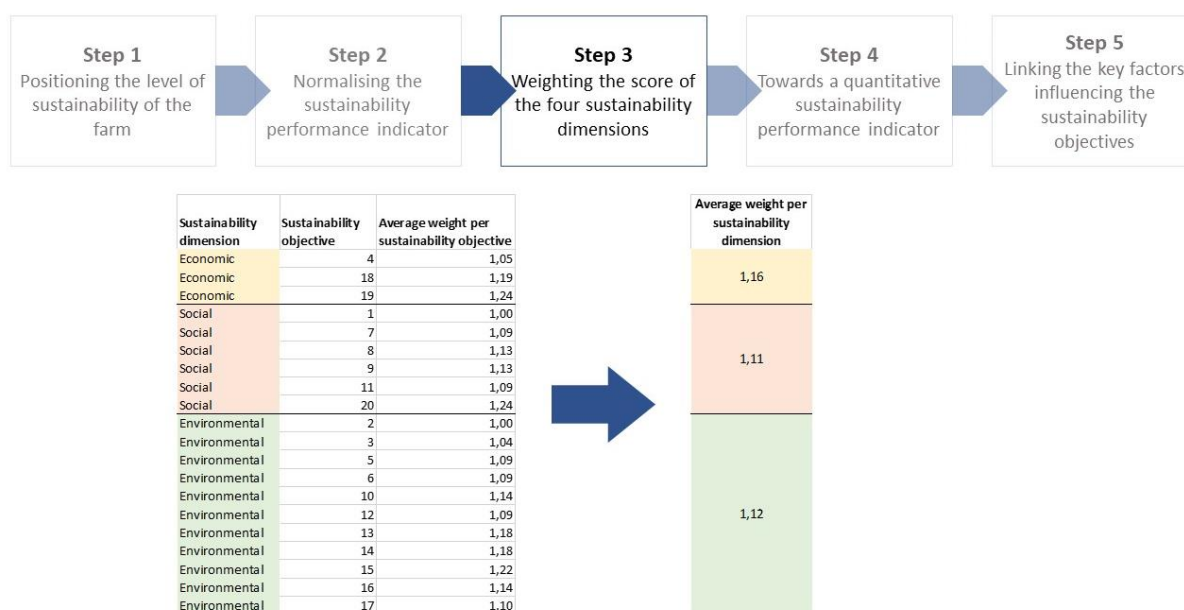 Step 1
Positioning the level of
sustainability of the
farm
Step 2
Normalising the
sustainability
performance indicator
Step 3
Weighting the score of
the four sustainability
dimensions
Step 4
Towards a quantitative
sustainability
performance indicator
Step 5
Linking the key factors
influencing the
sustainability
objectives
Sustainability dimension Sustainability objective Average weight per sustainability objective
Economic 4 1,05
Economic 18 1,19
Economic 19 1,24
Social 1 1,00
Social 7 1,09
Social 8 1,13
Social 9 1,13
Social 11 1,09
Social 20 1,24
Environmental 2 1,00
Environmental 3 1,04
Environmental 5 1,09
Environmental 6 1,09
Environmental 10 1,14
Environmental 12 1,09
Environmental 13 1,18
Environmental 14 1,18
Environmental 15 1,22
Environmental 16 1,14
Environmental 17 1,10
Average weight per
sustainability
dimension
1,16
1,11
1,12